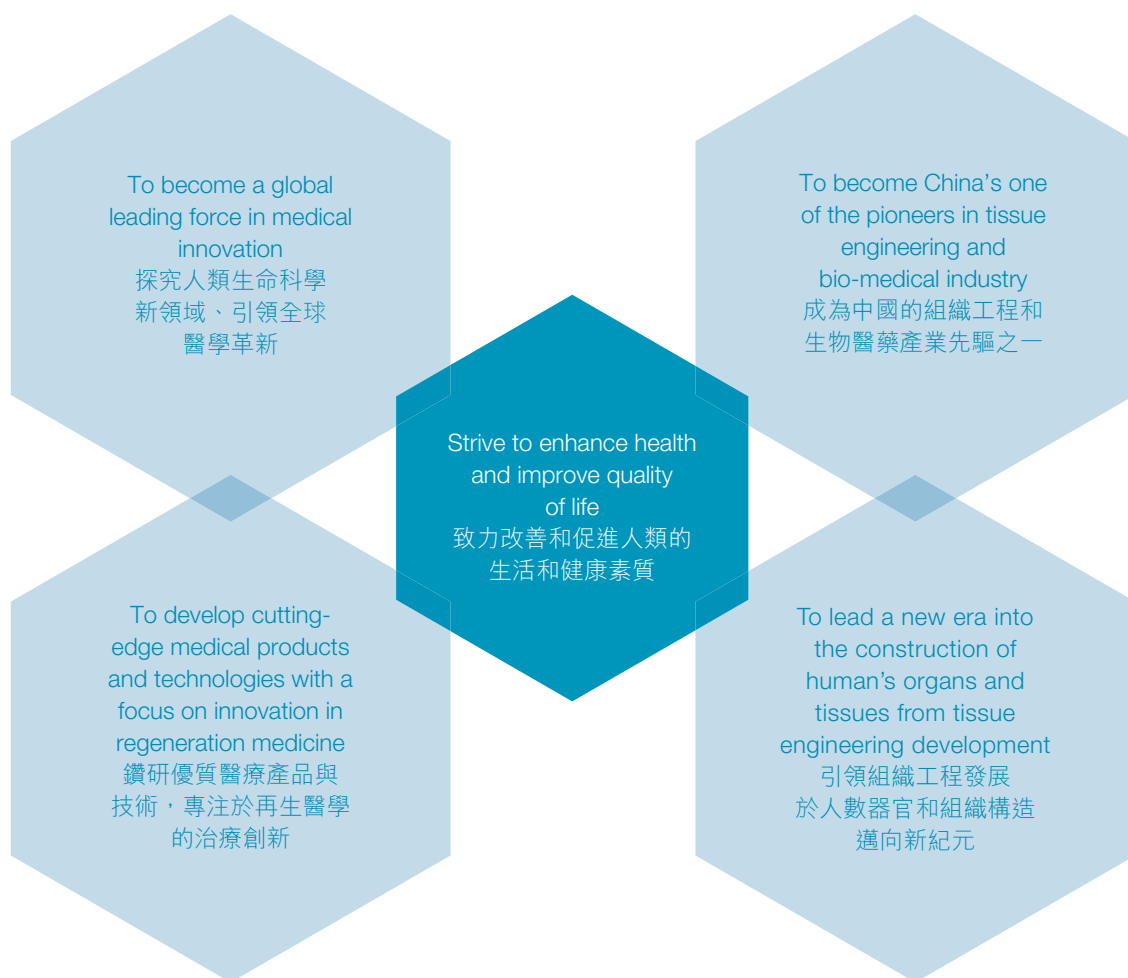 To become a global
leading force in medical
innovation
探究人類生命科學
新領域、引領全球
醫學革新
To become China’s one
of the pioneers in tissue
engineering and
bio-medical industry
成為中國的組織工程和
生物醫藥產業先驅之一
Strive to enhance health
and improve quality
of life
致力改善和促進人類的
生活和健康素質
To develop cutting-
edge medical products
and technologies with a
focus on innovation in
regeneration medicine
鑽研優質醫療產品與
技術，專注於再生醫學
的治療創新
To lead a new era into
the construction of
human’s organs and
tissues from tissue
engineering development
引領組織工程發展
於人數器官和組織構造
邁向新紀元